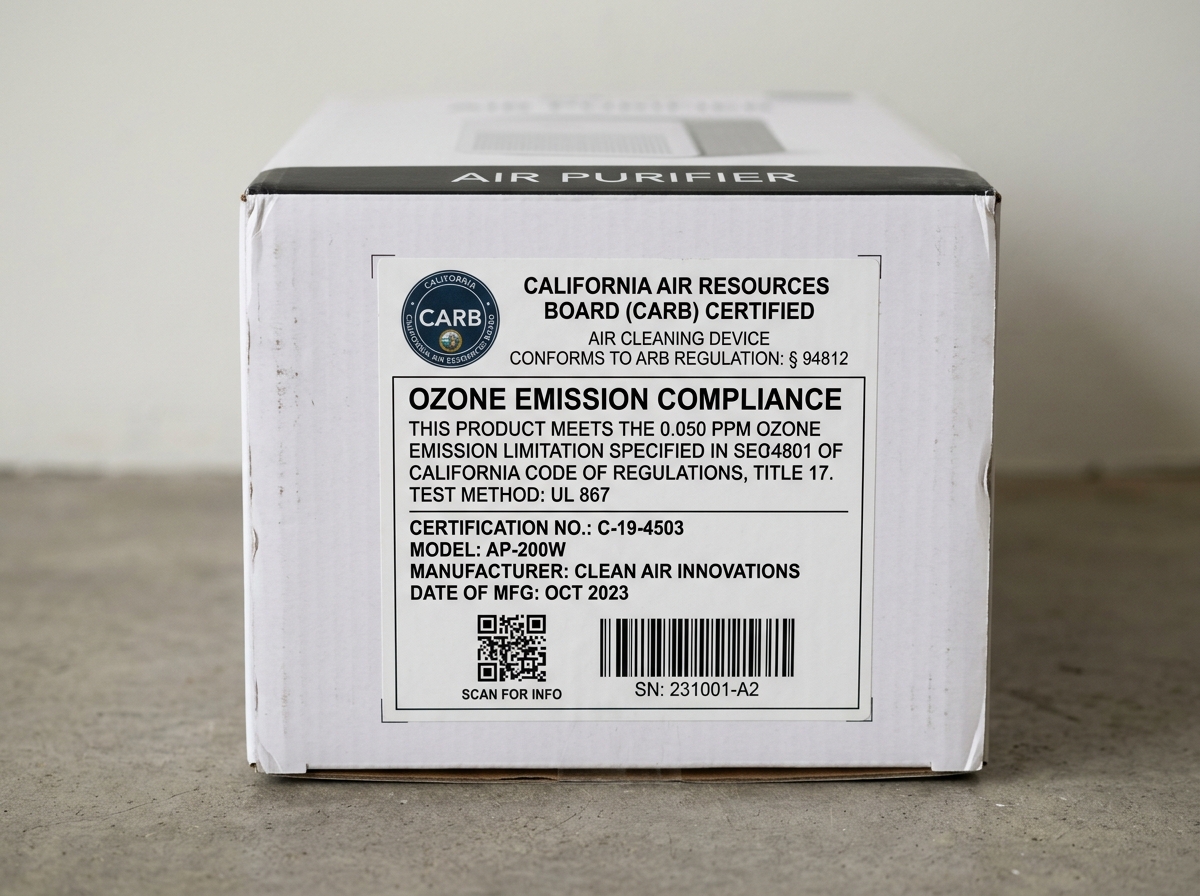 AIR PURIFIER
AIR PURIFIER
CALIFORNIA
CARB
CALIFORNIA AIR RESOURCES
BOARD (CARB) CERTIFIED
AIR CLEANING DEVICE
CONFORMS TO ARB REGULATION: § 94812
OZONE EMISSION COMPLIANCE
THIS PRODUCT MEETS THE 0.050 PPM OZONE
EMISSION LIMITATION SPECIFIED IN OF
CALIFORNIA CODE OF REGULATIONS, TITLE 17.
TEST METHOD: UL 867
CERTIFICATION NO.: C-19-4503
MODEL: AP-200W
MANUFACTURER: CLEAN AIR INNOVATIONS
DATE OF MFG: OCT 2023
SCAN FOR INFO
SN: 231001-A2